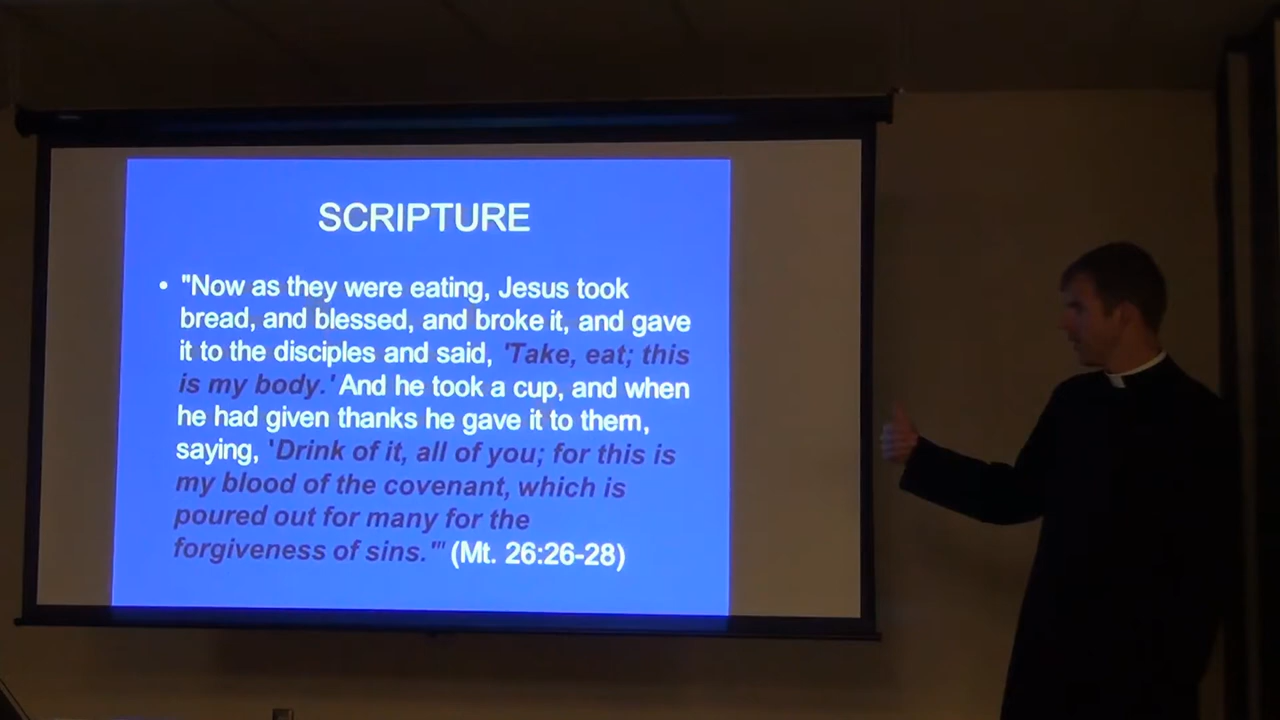 SCRIPTURE
• "Now as they were eating, Jesus took
bread, and blessed, and broke it, and gave
it to the disciples and said, 'Take, eat; this
is my body.' And he took a cup, and when
he had given thanks he gave it to them,
saying, 'Drink of it, all of you; for this is
my blood of the covenant, which is
poured out for many for the
forgiveness of sins.'" (Mt. 26:26-28)